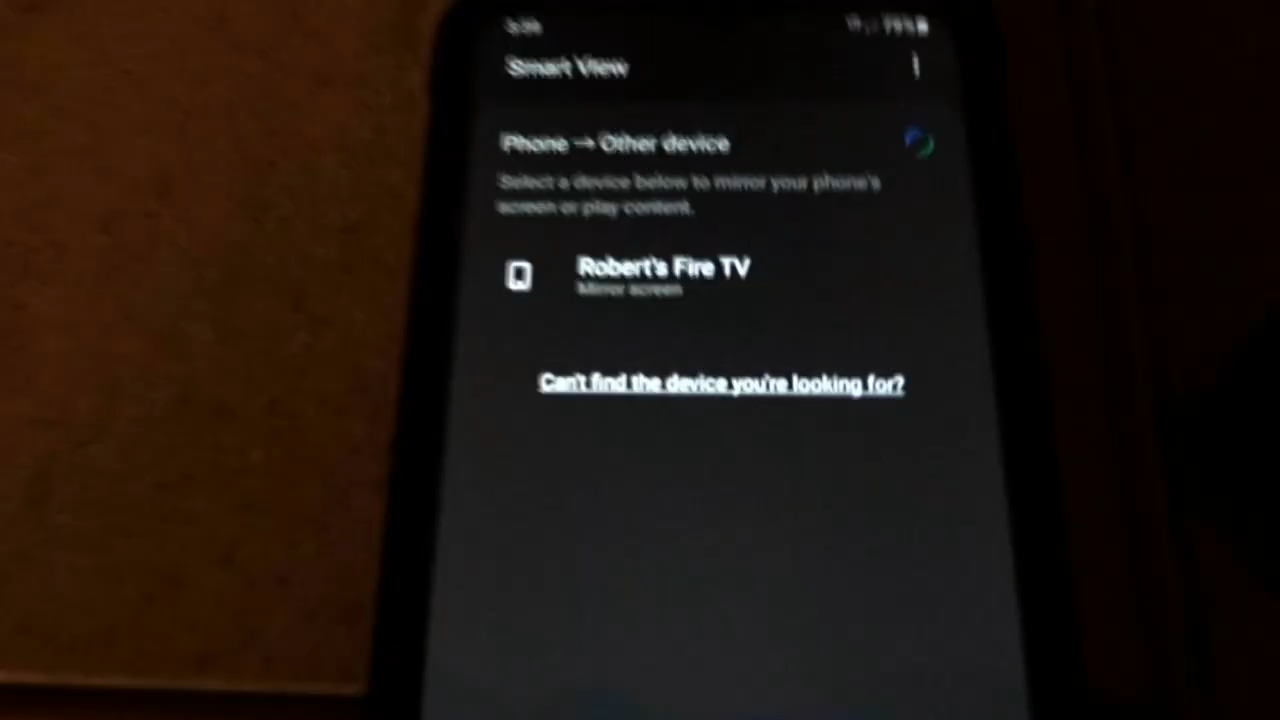 Smart View
Phone → Other device
Select a device below to mirror your phone's
screen or play content.
Robert's Fire TV
Mirror screen
Can't find the device you're looking for?